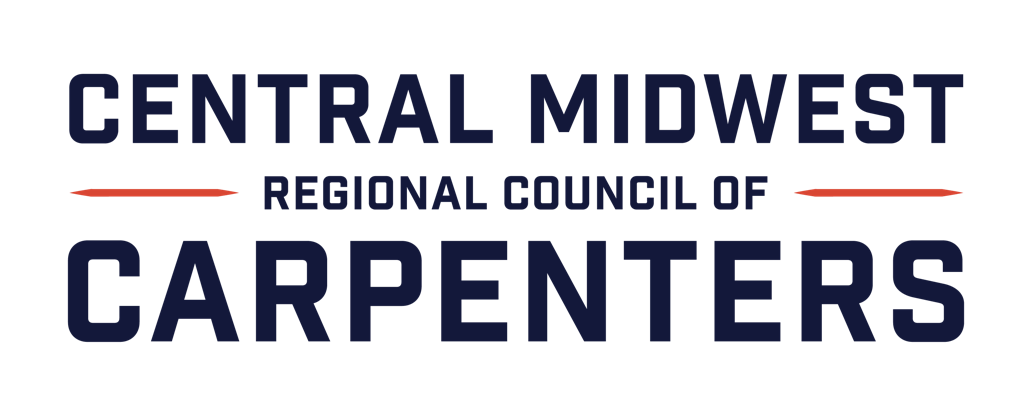 CENTRAL MIDWEST
REGIONAL COUNCIL OF
CARPENTERS